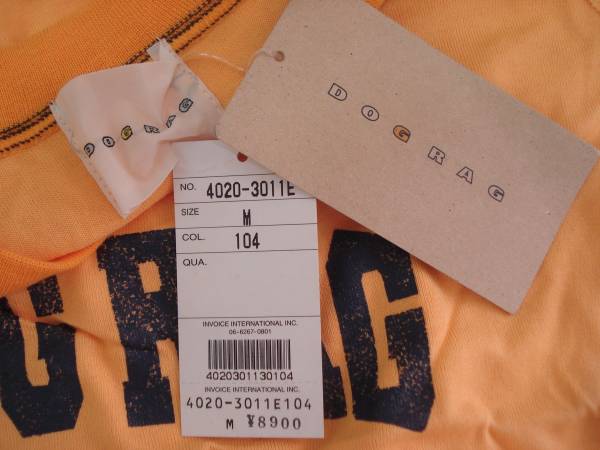 DOGRAG
DOGRAG
NO. 4020-3011E
SIZE M
COL. 104
QUA.
INVOICE INTERNATIONAL INC.
06-6267-0801
4020301130104
INVOICE INTERNATIONAL INC.
4020-3011E104
M ¥8900
G RAG